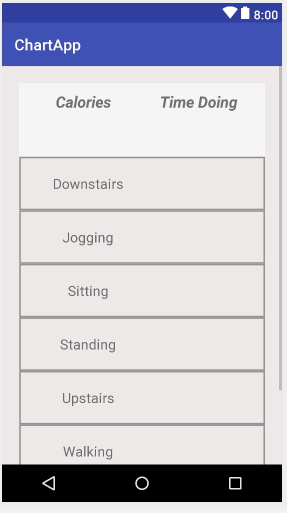 8:00
ChartApp
Calories Time Doing
Downstairs
Jogging
Sitting
Standing
Upstairs
Walking